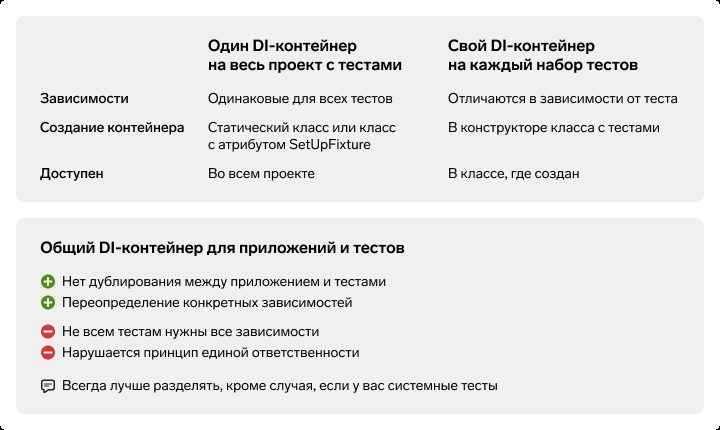 Один DI-контейнер
на весь проект с тестами
Свой DI-контейнер
на каждый набор тестов
Зависимости
Одинаковые для всех тестов
Отличаются в зависимости от теста
Создание контейнера
Статический класс или класс
с атрибутом SetUpFixture
В конструкторе класса с тестами
Доступен
Во всем проекте
В классе, где создан
Общий DI-контейнер для приложений и тестов
Нет дублирования между приложением и тестами
Переопределение конкретных зависимостей
Не всем тестам нужны все зависимости
Нарушается принцип единой ответственности
Всегда лучше разделять, кроме случая, если у вас системные тесты